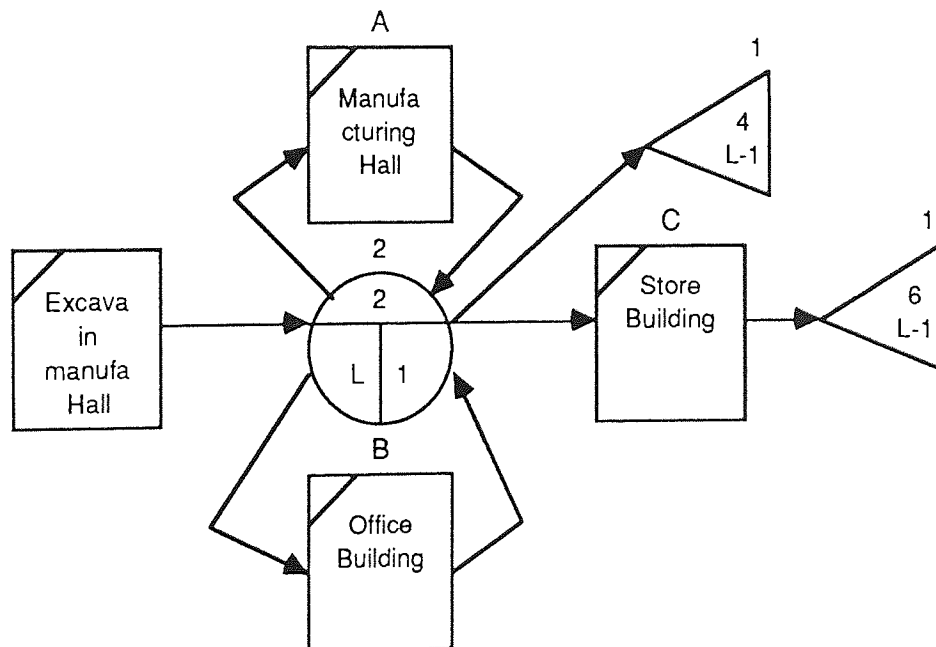 A
Manufa
cturing
Hall
1
4
L-1
Excava
in
manufa
Hall
2
2
L 1
C
Store
Building
1
6
L-1
B
Office
Building